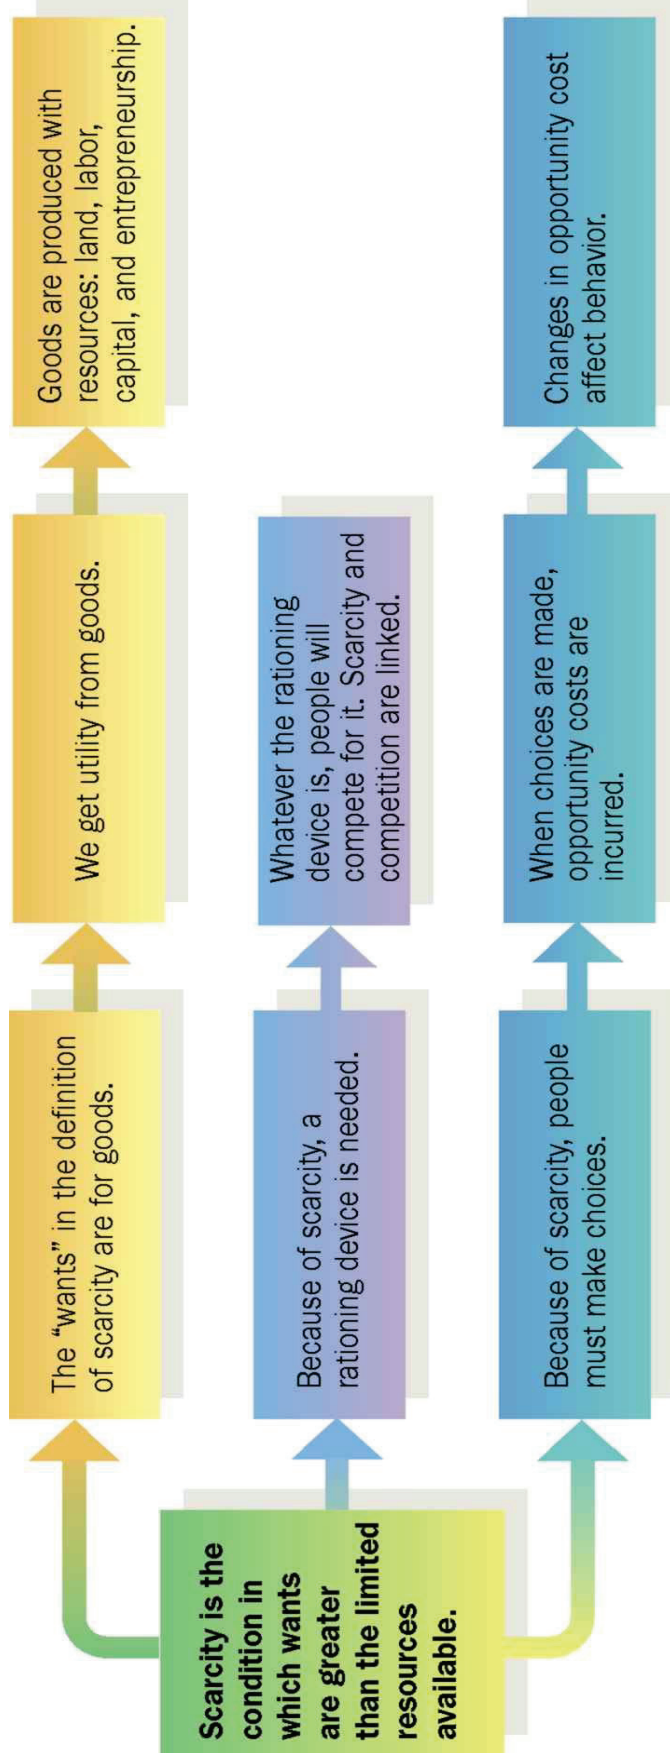 Scarcity is the
condition in
which wants
are greater
than the limited
resources
available.
The “wants” in the definition
of scarcity are for goods.
We get utility from goods.
Goods are produced with
resources: land, labor,
capital, and entrepreneurship.
Because of scarcity, a
rationing device is needed.
Whatever the rationing
device is, people will
compete for it. Scarcity and
competition are linked.
Because of scarcity, people
must make choices.
When choices are made,
opportunity costs are
incurred.
Changes in opportunity cost
affect behavior.